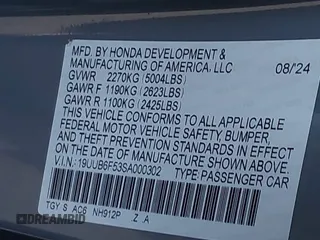 MFD. BY HONDA DEVELOPMENT &
MANUFACTURING OF AMERICA, LLC 08/24
GVWR 2270KG (5004LBS)
GAWR F 1190KG (2623LBS)
GAWR R 1100KG (2425LBS)
THIS VEHICLE CONFORMS TO ALL APPLICABLE
FEDERAL MOTOR VEHICLE SAFETY, BUMPER,
AND THEFT PREVENTION STANDARDS IN EFFECT
ON THE DATE OF MANUFACTURE SHOWN ABOVE.
V.I.N.: 19UUB6F53SA000302 TYPE: PASSENGER CAR
TGY S AC6 NH912P Z A
DREAMBID